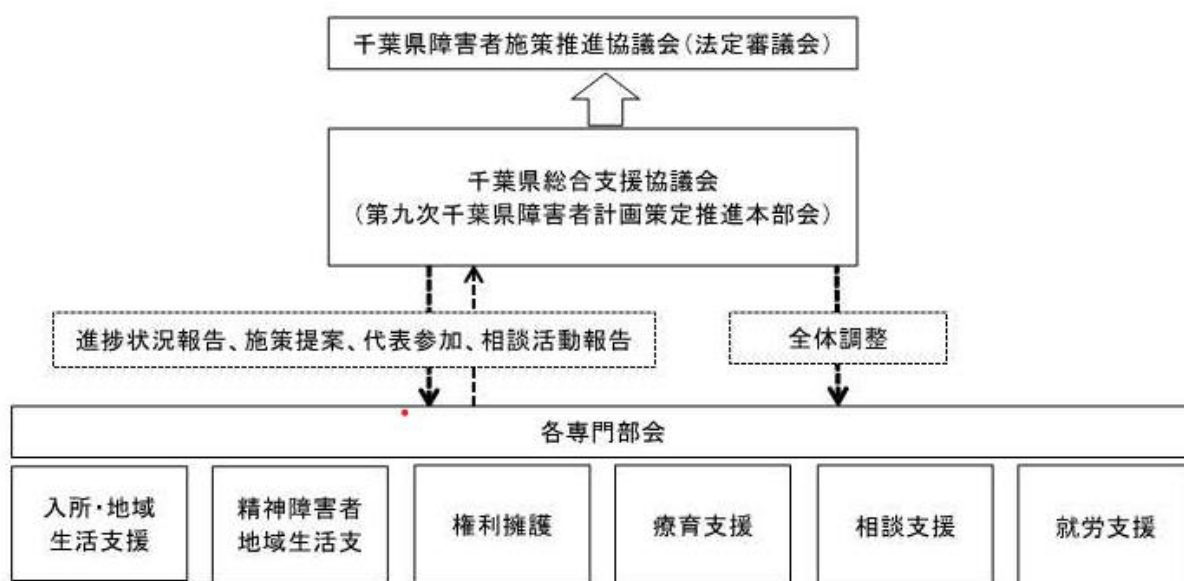 千葉県障害者施策推進協議会(法定審議会)
千葉県総合支援協議会
(第九次千葉県障害者計画策定推進本部会)
進捗状況報告、施策提案、代表参加、相談活動報告
全体調整
各専門部会
入所・地域
生活支援
精神障害者
地域生活支
権利擁護
療育支援
相談支援
就労支援